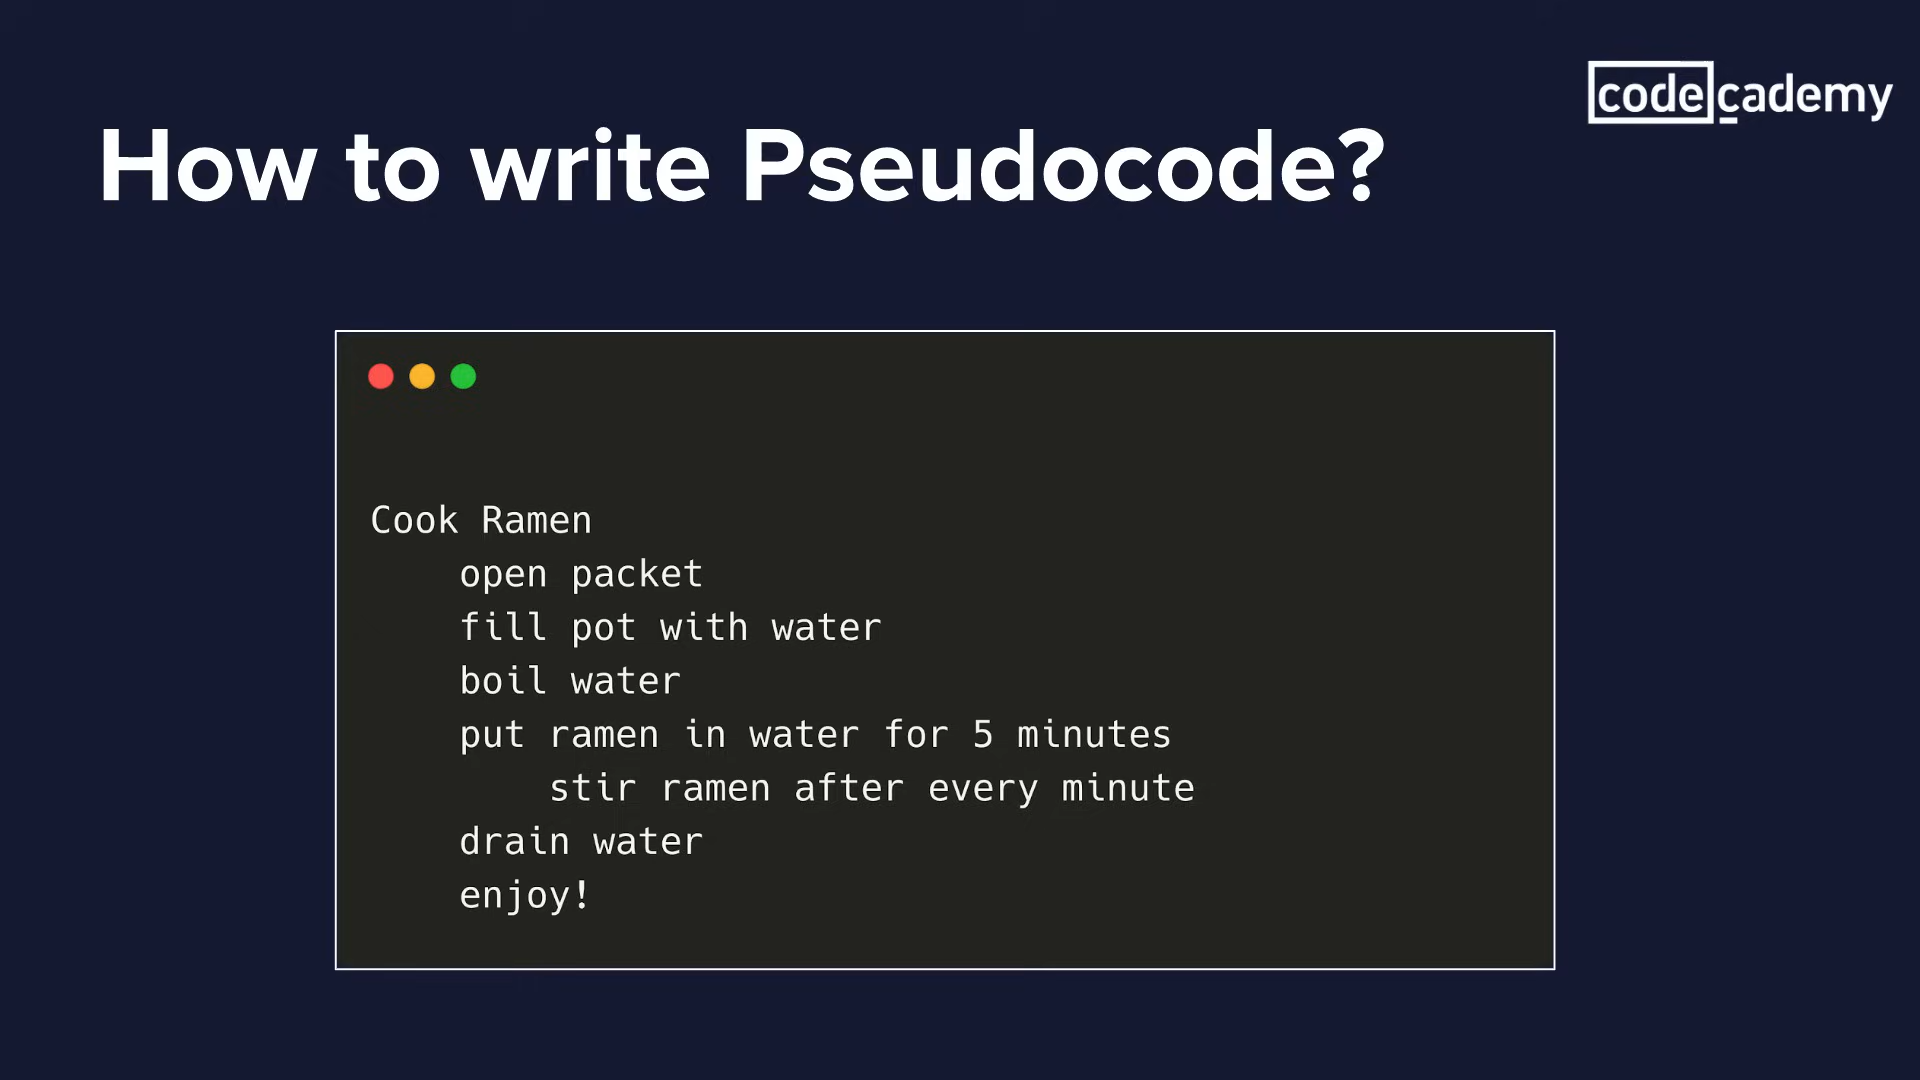 codecademy
How to write Pseudocode?
Cook Ramen
    open packet
    fill pot with water
    boil water
    put ramen in water for 5 minutes
        stir ramen after every minute
    drain water
    enjoy!